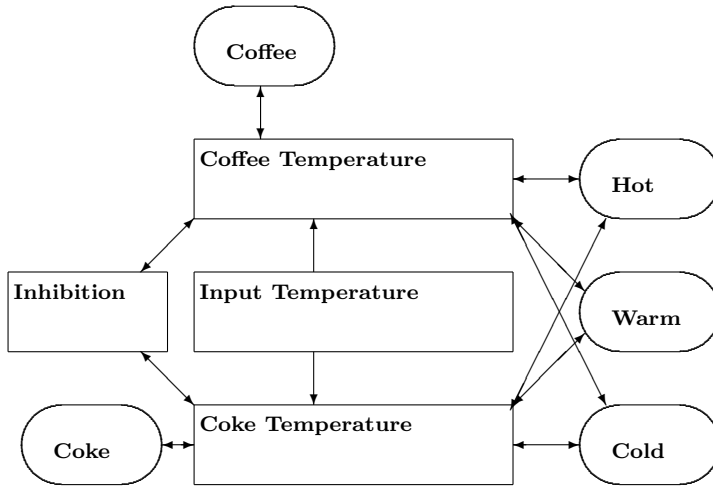 Coffee
Coffee Temperature
Hot
Inhibition
Input Temperature
Warm
Coke
Coke Temperature
Cold